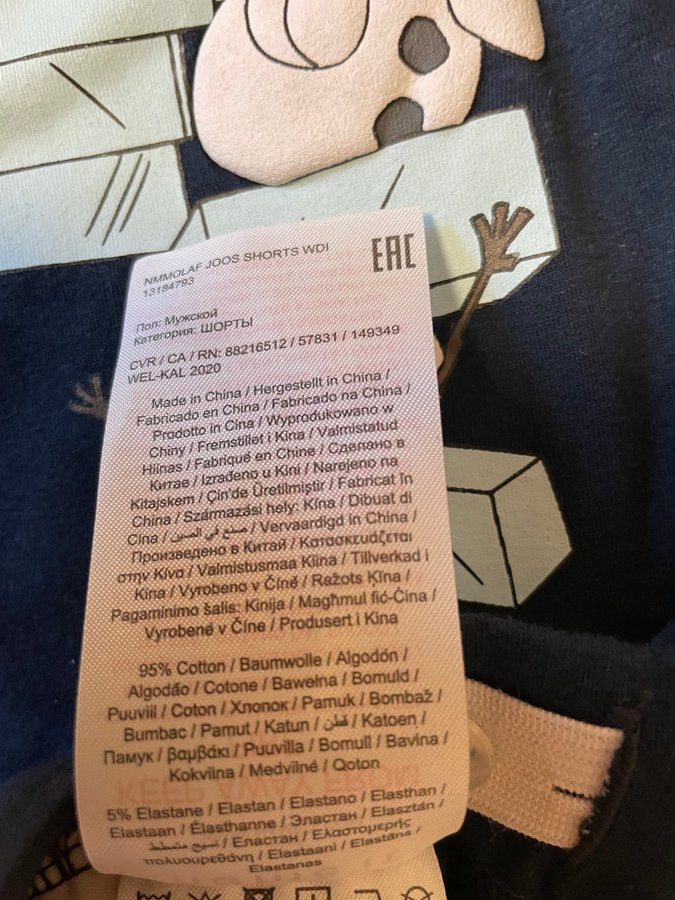 NMMOLAF JOOS SHORTS WDI
13184793
EAC
Пол: Мужской
Категория: ШОРТЫ
CVR / CA / RN: 88216512 / 57831 / 149349
WEL-KAL 2020
Made in China / Hergestellt in China /
Fabricado en China / Fabricado na China /
Prodotto in Cina / Wyprodukowano w
Chiny / Fremstillet i Kina / Valmistatud
Hiinas / Fabriqué en Chine / Сделано в
Китае / Izrađeno u Kini / Narejeno na
Kitajskem / Çin'de Üretilmiştir / Fabricat în
China / Származási hely: Kína / Dibuat di
Cina / صنع في الصين / Vervaardigd in China /
Произведено в Китай / Κατασκευάζεται
στην Κίνα / Valmistusmaa Kiina / Tillverkad i
Kina / Vyrobeno v Číně / Ražots Ķīna /
Pagaminimo šalis: Kinija / Magħmul fiċ-Ċina /
Vyrobené v Číne / Produsert i Kina
95% Cotton / Baumwolle / Algodón /
Algodão / Cotone / Bawełna / Bomuld /
Puuvill / Coton / Хлопок / Pamuk / Bombaž /
Bumbac / Pamut / Katun / قطن / Katoen /
Памук / βαμβάκι / Puuvilla / Bomull / Bavlna /
Kokvilna / Medvilnė / Qoton
5% Elastane / Elastan / Elastano / Elasthan /
Elastaan / Élasthanne / Эластан / Elasztán /
نسيج مطاط / Еластан / Ελαστομερής
πολυουρεθάνη / Elastaani / Elastāns /
Elastanas